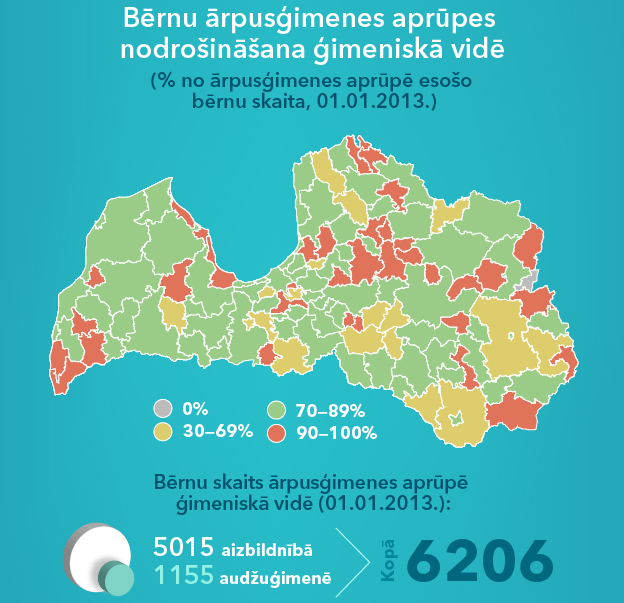 Bērnu ārpusģimenes aprūpes
nodrošināšana ģimeniskā vidē
(% no ārpusģimenes aprūpē esošo
bērnu skaita, 01.01.2013.)
0%
70–89%
30–69%
90–100%
Bērnu skaits ārpusģimenes aprūpē
ģimeniskā vidē (01.01.2013.):
5015 aizbildnībā
1155 audžuģimenē
Kopā
6206